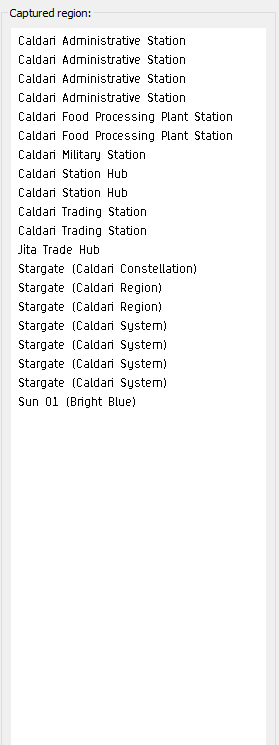 Captured region:
Caldari Administrative Station
Caldari Administrative Station
Caldari Administrative Station
Caldari Administrative Station
Caldari Food Processing Plant Station
Caldari Food Processing Plant Station
Caldari Military Station
Caldari Station Hub
Caldari Station Hub
Caldari Trading Station
Caldari Trading Station
Jita Trade Hub
Stargate (Caldari Constellation)
Stargate (Caldari Region)
Stargate (Caldari Region)
Stargate (Caldari System)
Stargate (Caldari System)
Stargate (Caldari System)
Stargate (Caldari System)
Sun 01 (Bright Blue)